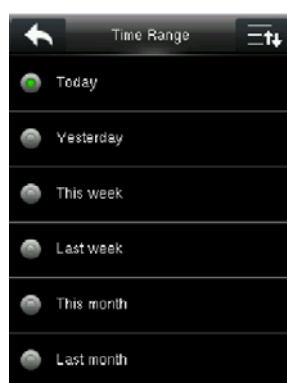 Time Range
Today
Yesterday
This week
Last week
This month
Last month